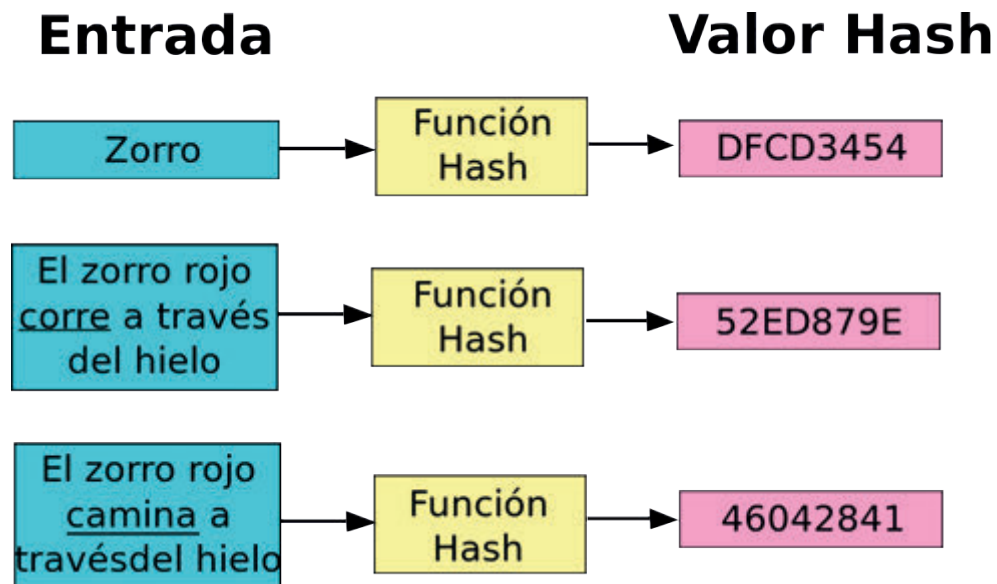 Entrada
Valor Hash
Zorro
Función
Hash
DFCD3454
El zorro rojo
corre a través
del hielo
Función
Hash
52ED879E
El zorro rojo
camina a
travésdel hielo
Función
Hash
46042841